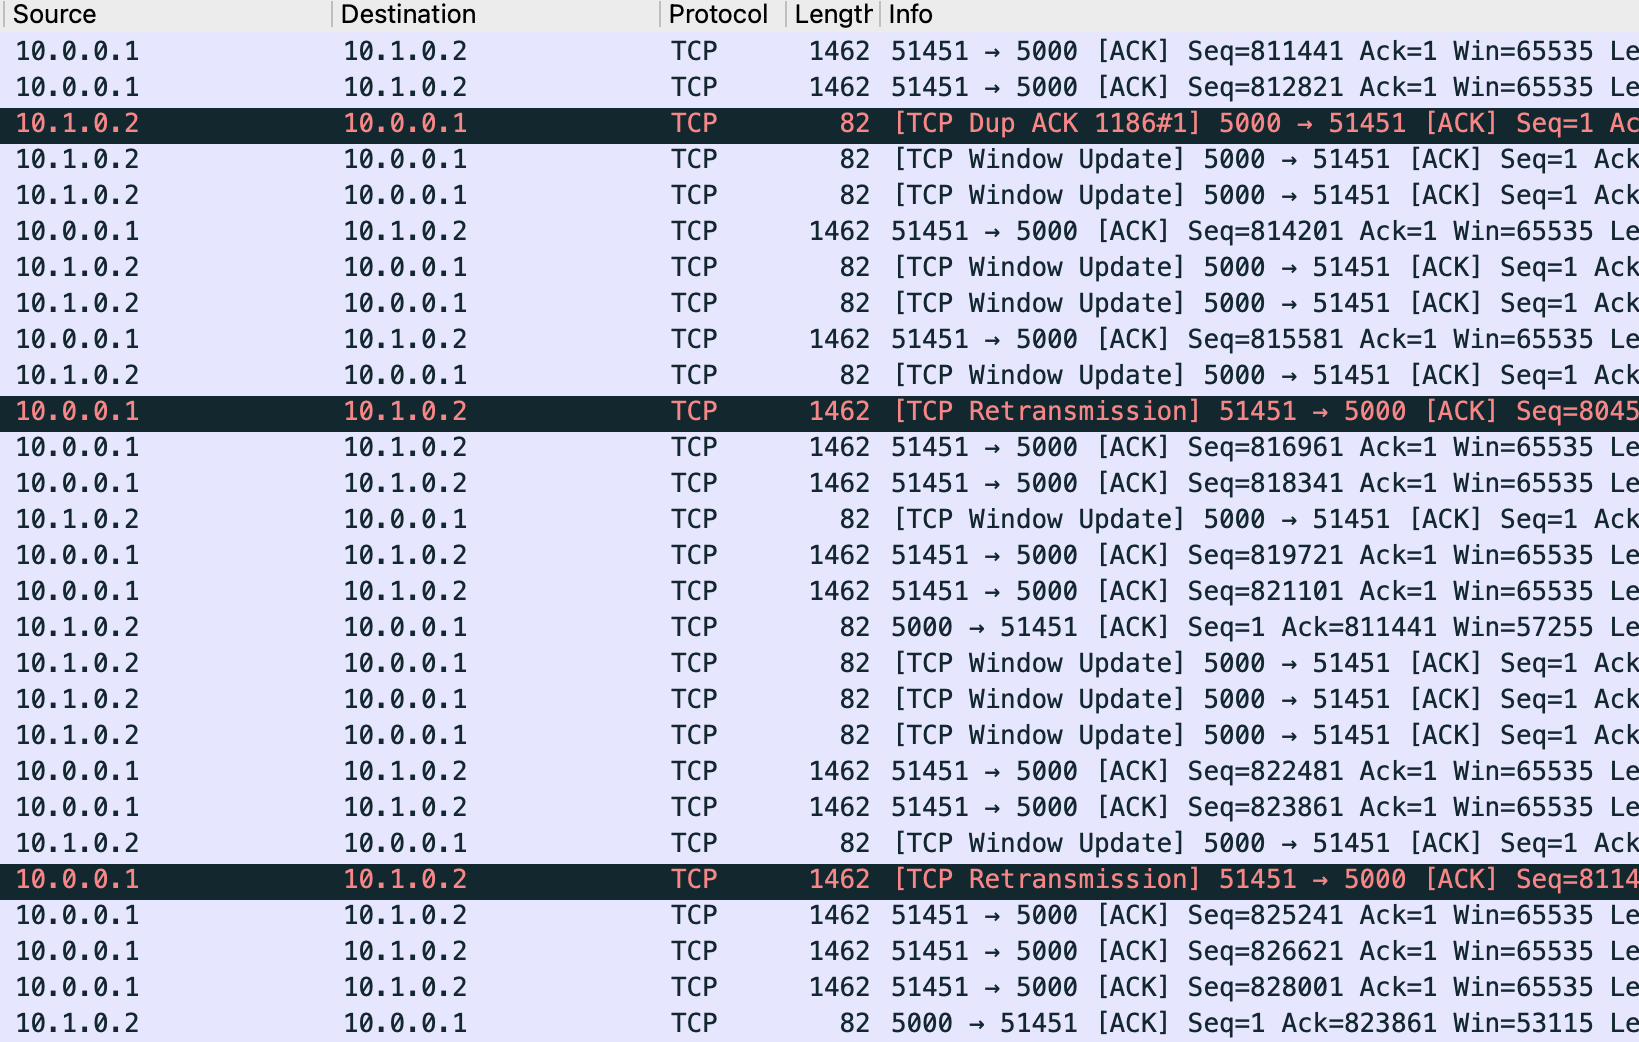 Source Destination Protocol Length Info
10.0.0.1 10.1.0.2 TCP 1462 51451 → 5000 [ACK] Seq=811441 Ack=1 Win=65535 Le
10.0.0.1 10.1.0.2 TCP 1462 51451 → 5000 [ACK] Seq=812821 Ack=1 Win=65535 Le
10.1.0.2 10.0.0.1 TCP 82 [TCP Dup ACK 1186#1] 5000 → 51451 [ACK] Seq=1 Ac
10.1.0.2 10.0.0.1 TCP 82 [TCP Window Update] 5000 → 51451 [ACK] Seq=1 Ack
10.1.0.2 10.0.0.1 TCP 82 [TCP Window Update] 5000 → 51451 [ACK] Seq=1 Ack
10.0.0.1 10.1.0.2 TCP 1462 51451 → 5000 [ACK] Seq=814201 Ack=1 Win=65535 Le
10.1.0.2 10.0.0.1 TCP 82 [TCP Window Update] 5000 → 51451 [ACK] Seq=1 Ack
10.1.0.2 10.0.0.1 TCP 82 [TCP Window Update] 5000 → 51451 [ACK] Seq=1 Ack
10.0.0.1 10.1.0.2 TCP 1462 51451 → 5000 [ACK] Seq=815581 Ack=1 Win=65535 Le
10.1.0.2 10.0.0.1 TCP 82 [TCP Window Update] 5000 → 51451 [ACK] Seq=1 Ack
10.0.0.1 10.1.0.2 TCP 1462 [TCP Retransmission] 51451 → 5000 [ACK] Seq=8045
10.0.0.1 10.1.0.2 TCP 1462 51451 → 5000 [ACK] Seq=816961 Ack=1 Win=65535 Le
10.0.0.1 10.1.0.2 TCP 1462 51451 → 5000 [ACK] Seq=818341 Ack=1 Win=65535 Le
10.1.0.2 10.0.0.1 TCP 82 [TCP Window Update] 5000 → 51451 [ACK] Seq=1 Ack
10.0.0.1 10.1.0.2 TCP 1462 51451 → 5000 [ACK] Seq=819721 Ack=1 Win=65535 Le
10.0.0.1 10.1.0.2 TCP 1462 51451 → 5000 [ACK] Seq=821101 Ack=1 Win=65535 Le
10.1.0.2 10.0.0.1 TCP 82 5000 → 51451 [ACK] Seq=1 Ack=811441 Win=57255 Le
10.1.0.2 10.0.0.1 TCP 82 [TCP Window Update] 5000 → 51451 [ACK] Seq=1 Ack
10.1.0.2 10.0.0.1 TCP 82 [TCP Window Update] 5000 → 51451 [ACK] Seq=1 Ack
10.1.0.2 10.0.0.1 TCP 82 [TCP Window Update] 5000 → 51451 [ACK] Seq=1 Ack
10.0.0.1 10.1.0.2 TCP 1462 51451 → 5000 [ACK] Seq=822481 Ack=1 Win=65535 Le
10.0.0.1 10.1.0.2 TCP 1462 51451 → 5000 [ACK] Seq=823861 Ack=1 Win=65535 Le
10.1.0.2 10.0.0.1 TCP 82 [TCP Window Update] 5000 → 51451 [ACK] Seq=1 Ack
10.0.0.1 10.1.0.2 TCP 1462 [TCP Retransmission] 51451 → 5000 [ACK] Seq=8114
10.0.0.1 10.1.0.2 TCP 1462 51451 → 5000 [ACK] Seq=825241 Ack=1 Win=65535 Le
10.0.0.1 10.1.0.2 TCP 1462 51451 → 5000 [ACK] Seq=826621 Ack=1 Win=65535 Le
10.0.0.1 10.1.0.2 TCP 1462 51451 → 5000 [ACK] Seq=828001 Ack=1 Win=65535 Le
10.1.0.2 10.0.0.1 TCP 82 5000 → 51451 [ACK] Seq=1 Ack=823861 Win=53115 Le